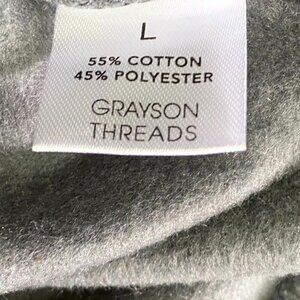 L
55% COTTON
45% POLYESTER
GRAYSON
THREADS